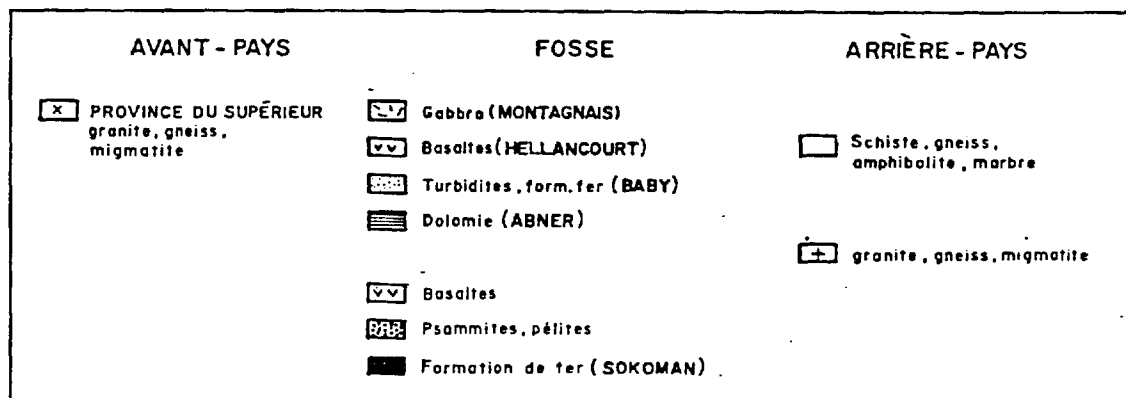 AVANT - PAYS
PROVINCE DU SUPÉRIEUR
granite, gneiss,
migmatite
FOSSE
Gabbro (MONTAGNAIS)
Basaltes (HELLANCOURT)
Turbidites, form. fer (BABY)
Dolomie (ABNER)
Basaltes
Psammites, pélites
Formation de fer (SOKOMAN)
ARRIÈRE - PAYS
Schiste, gneiss,
amphibolite, marbre
granite, gneiss, migmatite